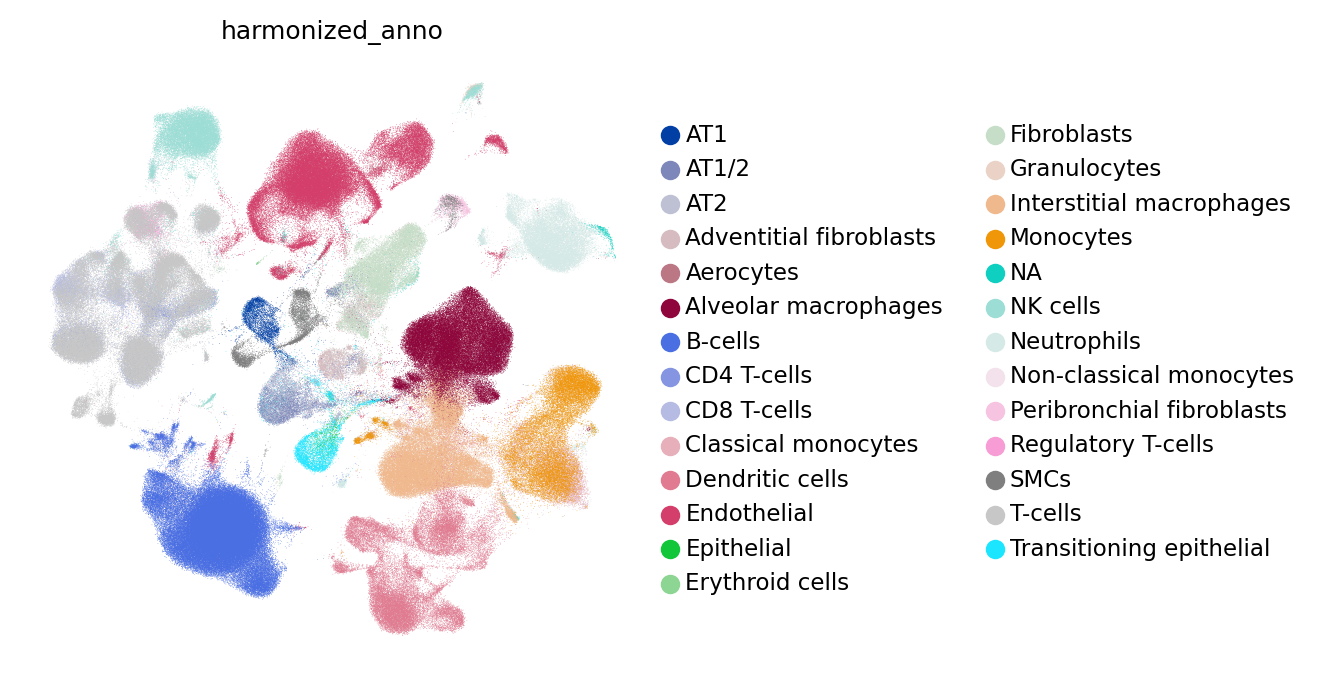 harmonized_anno
AT1
AT1/2
AT2
Adventitial fibroblasts
Aerocytes
Alveolar macrophages
B-cells
CD4 T-cells
CD8 T-cells
Classical monocytes
Dendritic cells
Endothelial
Epithelial
Erythroid cells
Fibroblasts
Granulocytes
Interstitial macrophages
Monocytes
NA
NK cells
Neutrophils
Non-classical monocytes
Peribronchial fibroblasts
Regulatory T-cells
SMCs
T-cells
Transitioning epithelial